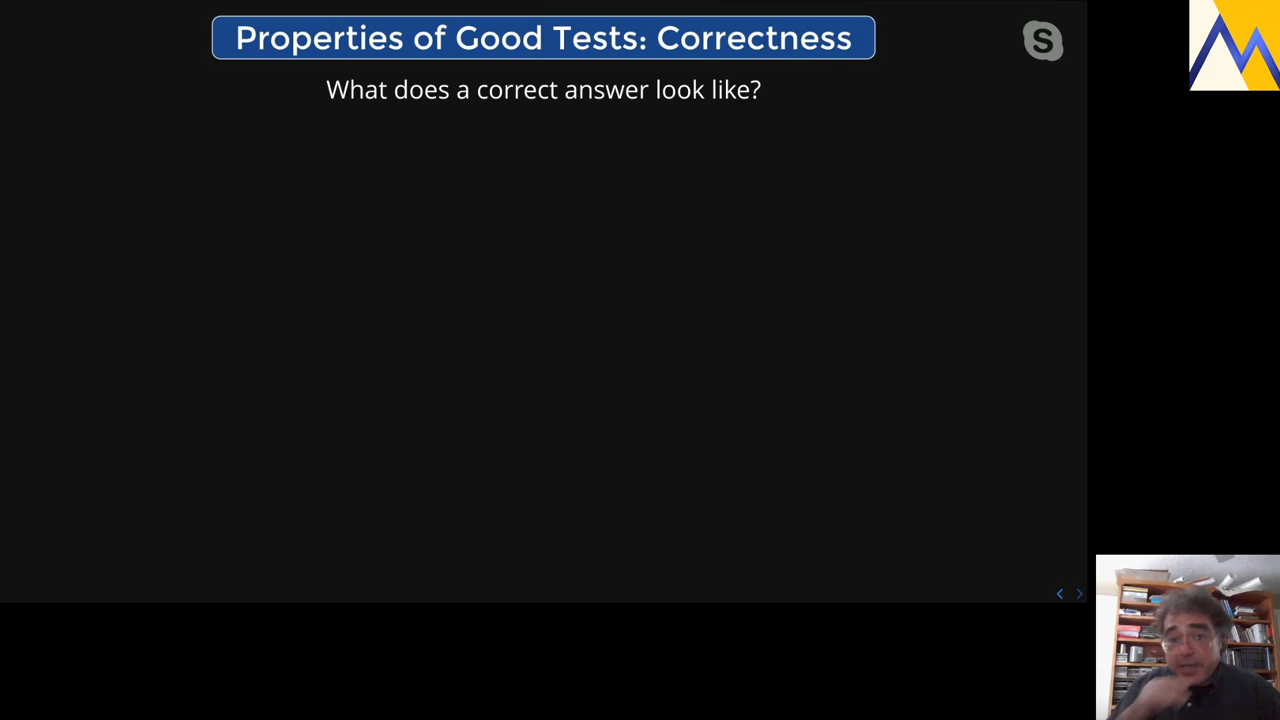 Properties of Good Tests: Correctness
S
What does a correct answer look like?